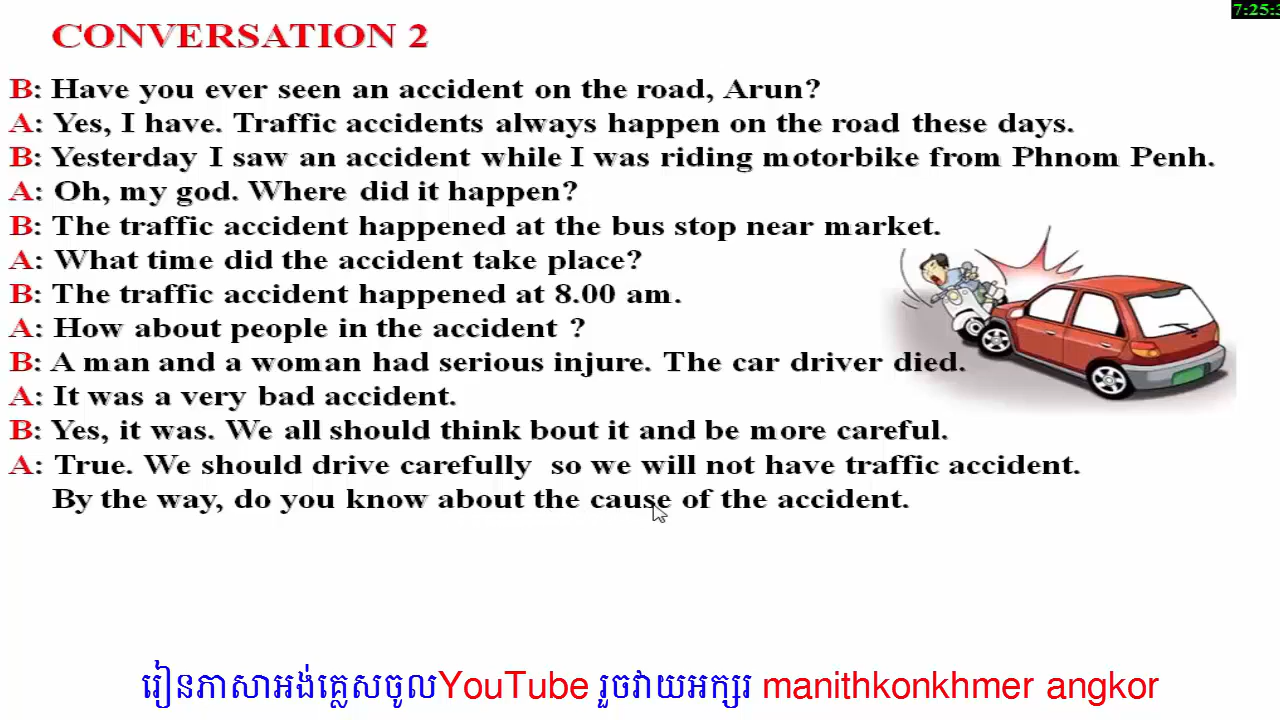 7:25:3
CONVERSATION 2
B: Have you ever seen an accident on the road, Arun?
A: Yes, I have. Traffic accidents always happen on the road these days.
B: Yesterday I saw an accident while I was riding motorbike from Phnom Penh.
A: Oh, my god. Where did it happen?
B: The traffic accident happened at the bus stop near market.
A: What time did the accident take place?
B: The traffic accident happened at 8.00 am.
A: How about people in the accident ?
B: A man and a woman had serious injure. The car driver died.
A: It was a very bad accident.
B: Yes, it was. We all should think bout it and be more careful.
A: True. We should drive carefully  so we will not have traffic accident.
By the way, do you know about the cause of the accident.
រៀនភាសាអង់គ្លេសចូលYouTube រួចវាយអក្សរ manithkonkhmer angkor